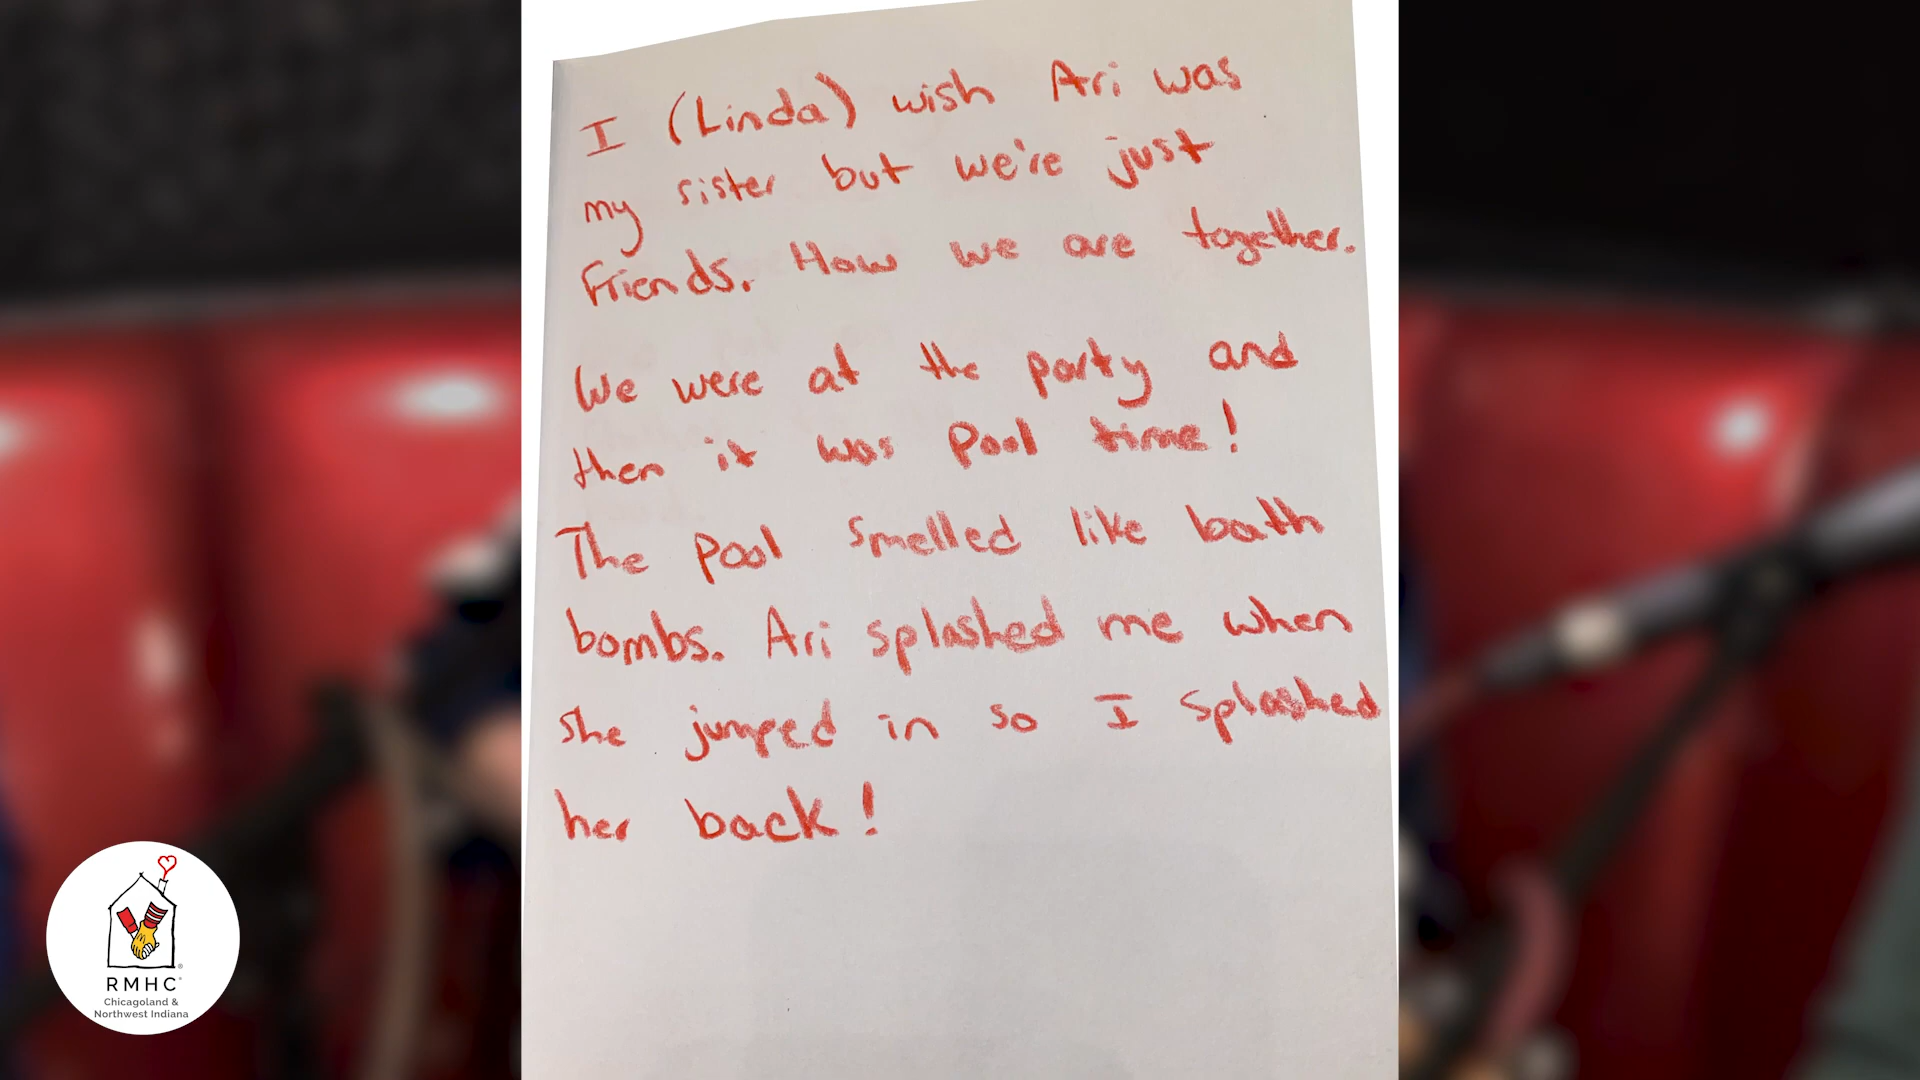 I (Linda) wish Ari was
my sister but we're just
friends. How we are together.
We were at the party and
then it was Pool time!
The pool smelled like bath
bombs. Ari splashed me when
she jumped in so I splashed
her back!
RMHC®
Chicagoland &
Northwest Indiana